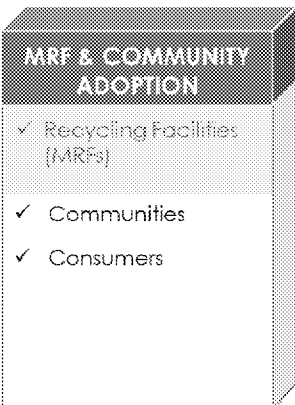 MRF & COMMUNITY
ADOPTION
✓ Recycling Facilities
(MRFs)
✓ Communities
✓ Consumers